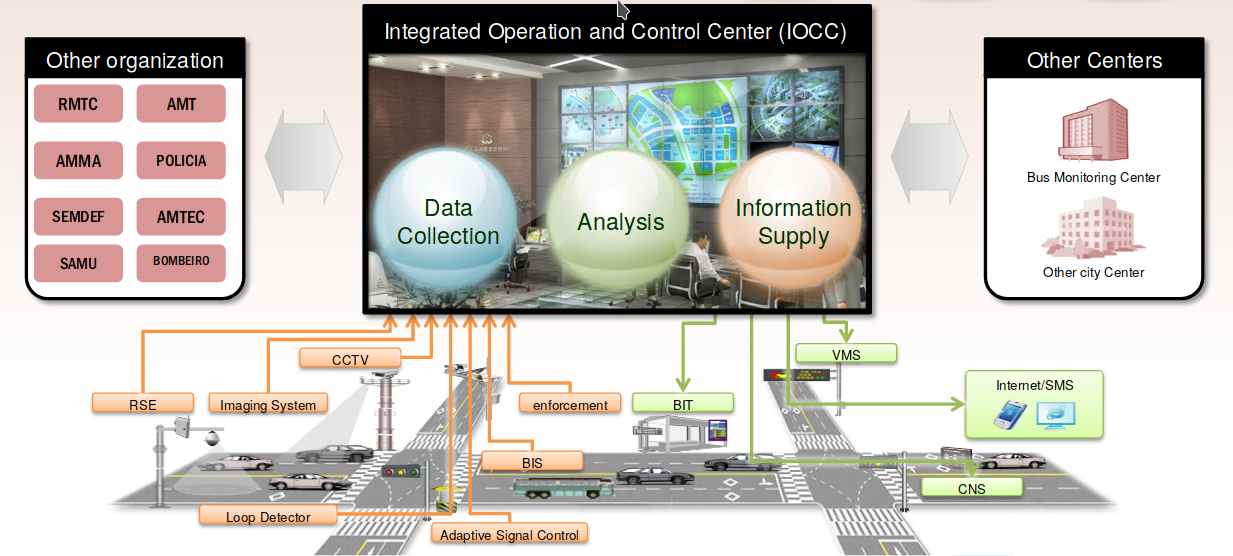 Integrated Operation and Control Center (IOCC)
Other organization
RMTC
AMT
AMMA
POLICIA
SEMDEF
AMTEC
SAMU
BOMBEIRO
Data
Collection
Analysis
Information
Supply
Other Centers
Bus Monitoring Center
Other city Center
CCTV
RSE
Imaging System
enforcement
BIS
Loop Detector
Adaptive Signal Control
BIT
VMS
Internet/SMS
CNS